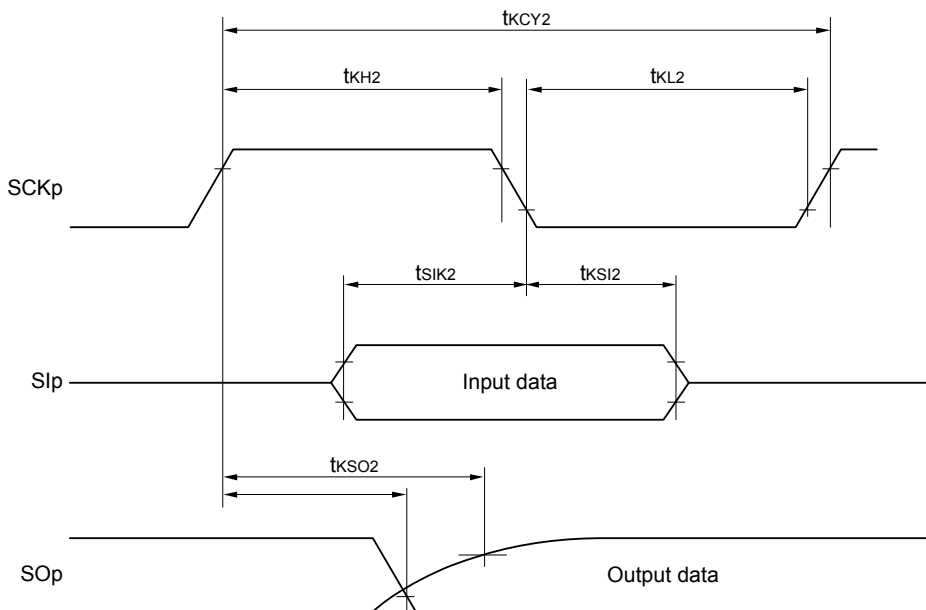 tKCY2
tKH2
tKL2
SCKp
tSIK2
tKSI2
SIp
Input data
tKSO2
SOp
Output data